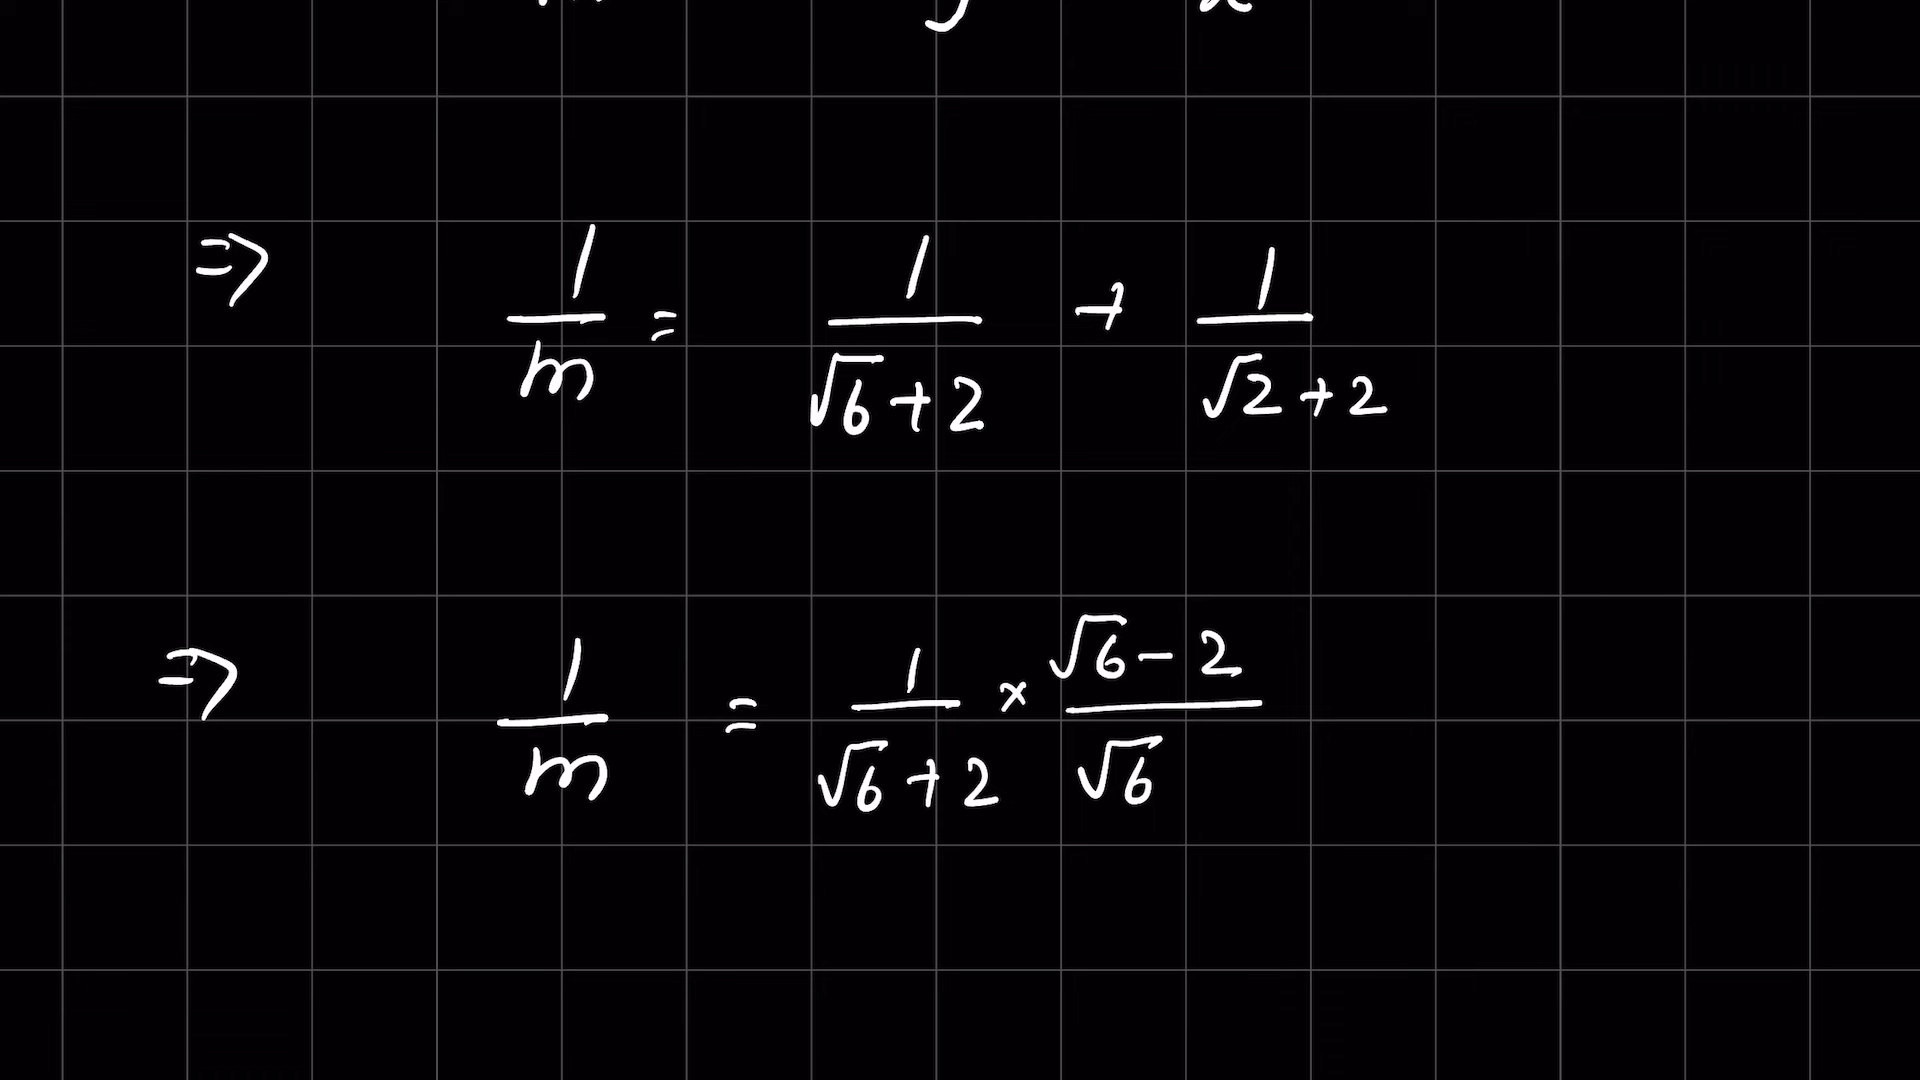 => 1/m = 1/(√6+2) + 1/(√2+2)
=> 1/m = 1/(√6+2) × (√6-2)/√6